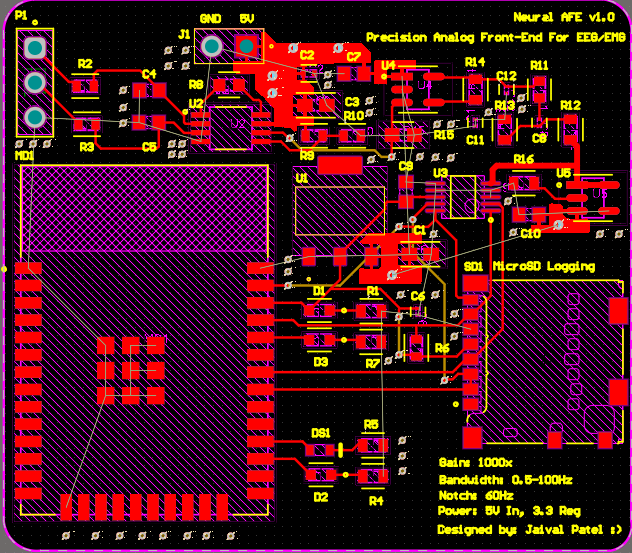 P1
GND 5V
Neural AFE v1.0
J1
Precision Analog Front-End For EEG/EMG
R2
C4
R8
C2
C7
U4
R14
C12
R11
U2
C3
R10
R13
R12
R3
C5
R9
R15
C11
C8
MD1
U1
C9
U3
R16
U5
C1
C10
SD1
MicroSD Logging
D1
R1
C6
D3
R7
R6
DS1
R5
D2
R4
Gain: 1000x
Bandwidth: 0.5-100Hz
Notch: 60Hz
Power: 5V In, 3.3 Reg
Designed by: Jaival Patel :)